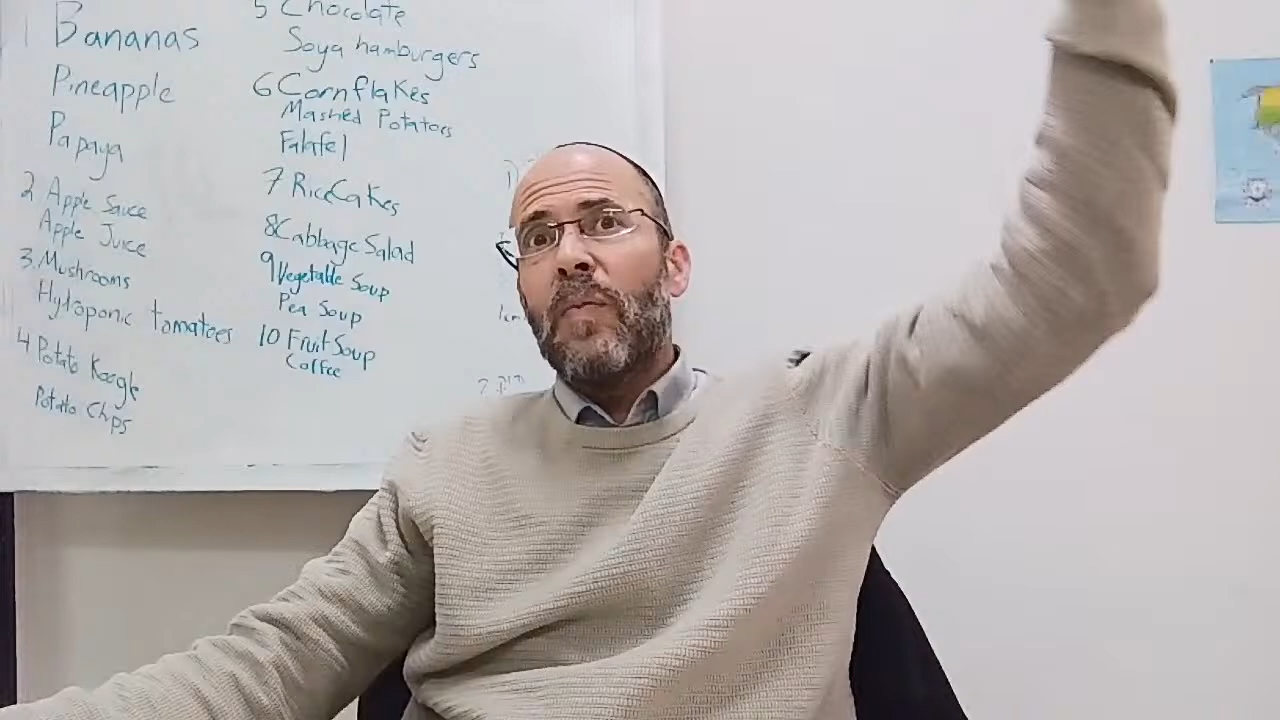 1 Bananas
Pineapple
Papaya
2 Apple Sauce
Apple Juice
3. Mushrooms
Hydroponic tomatoes
4 Potato Koogle
Potato Chips
5 Chocolate
Soya hamburgers
6 Cornflakes
Mashed Potatoes
Falafel
7 Rice Cakes
8 Cabbage Salad
9 Vegetable Soup
Pea Soup
10 Fruit Soup
Coffee